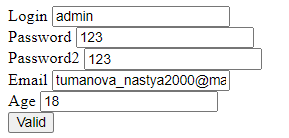 Login admin
Password 123
Password2 123
Email tumanova_nastya2000@ma
Age 18
Valid